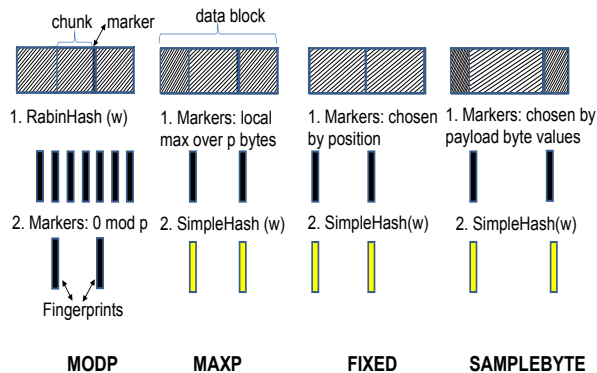 chunk
marker
data block
1. RabinHash (w)
2. Markers: 0 mod p
Fingerprints
MODP
1. Markers: local
max over p bytes
2. SimpleHash (w)
MAXP
1. Markers: chosen
by position
2. SimpleHash(w)
FIXED
1. Markers: chosen by
payload byte values
2. SimpleHash(w)
SAMPLEBYTE